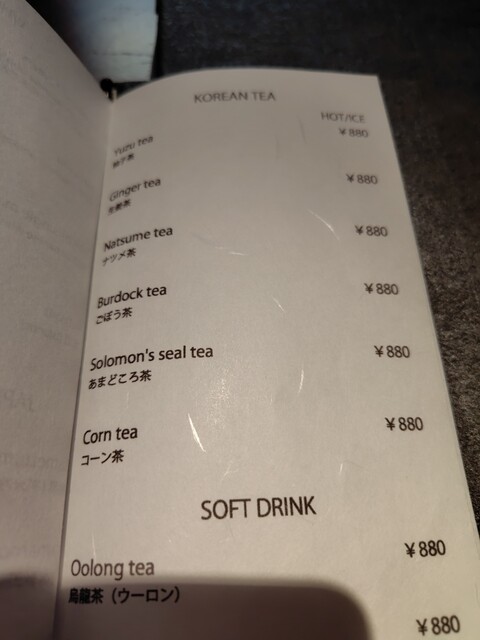 KOREAN TEA
HOT/ICE
Yuzu tea ¥880
柚子茶
Ginger tea ¥880
生姜茶
Natsume tea ¥880
ナツメ茶
Burdock tea ¥880
ごぼう茶
Solomon's seal tea ¥880
あまどころ茶
Corn tea ¥880
コーン茶
SOFT DRINK
Oolong tea ¥880
烏龍茶（ウーロン）
¥880